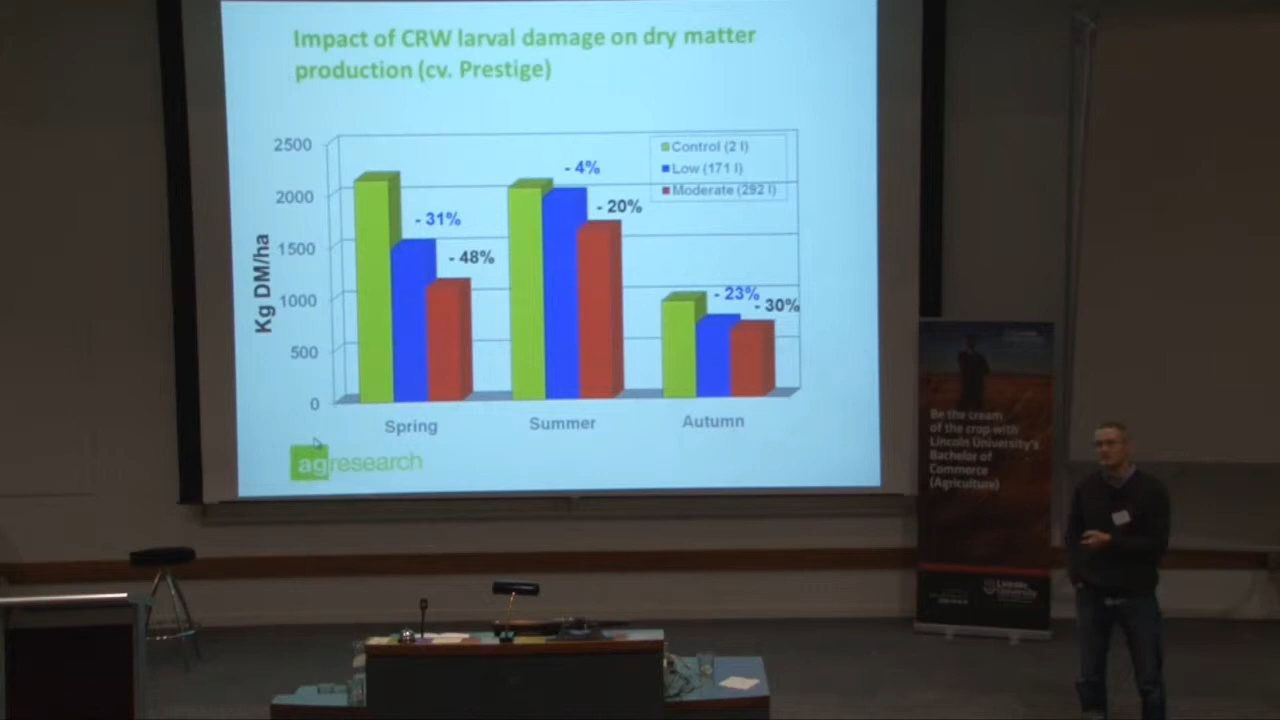 Impact of CRW larval damage on dry matter
production (cv. Prestige)
2500
2000
1500
1000
500
0
Kg DM/ha
Control (2 l)
Low (171 l)
Moderate (292 l)
- 31%
- 48%
- 4%
- 20%
- 23%
- 30%
Spring
Summer
Autumn
agresearch
Be the cream
of the crop with
Lincoln University's
Bachelor of
Commerce
(Agriculture)
Lincoln
University